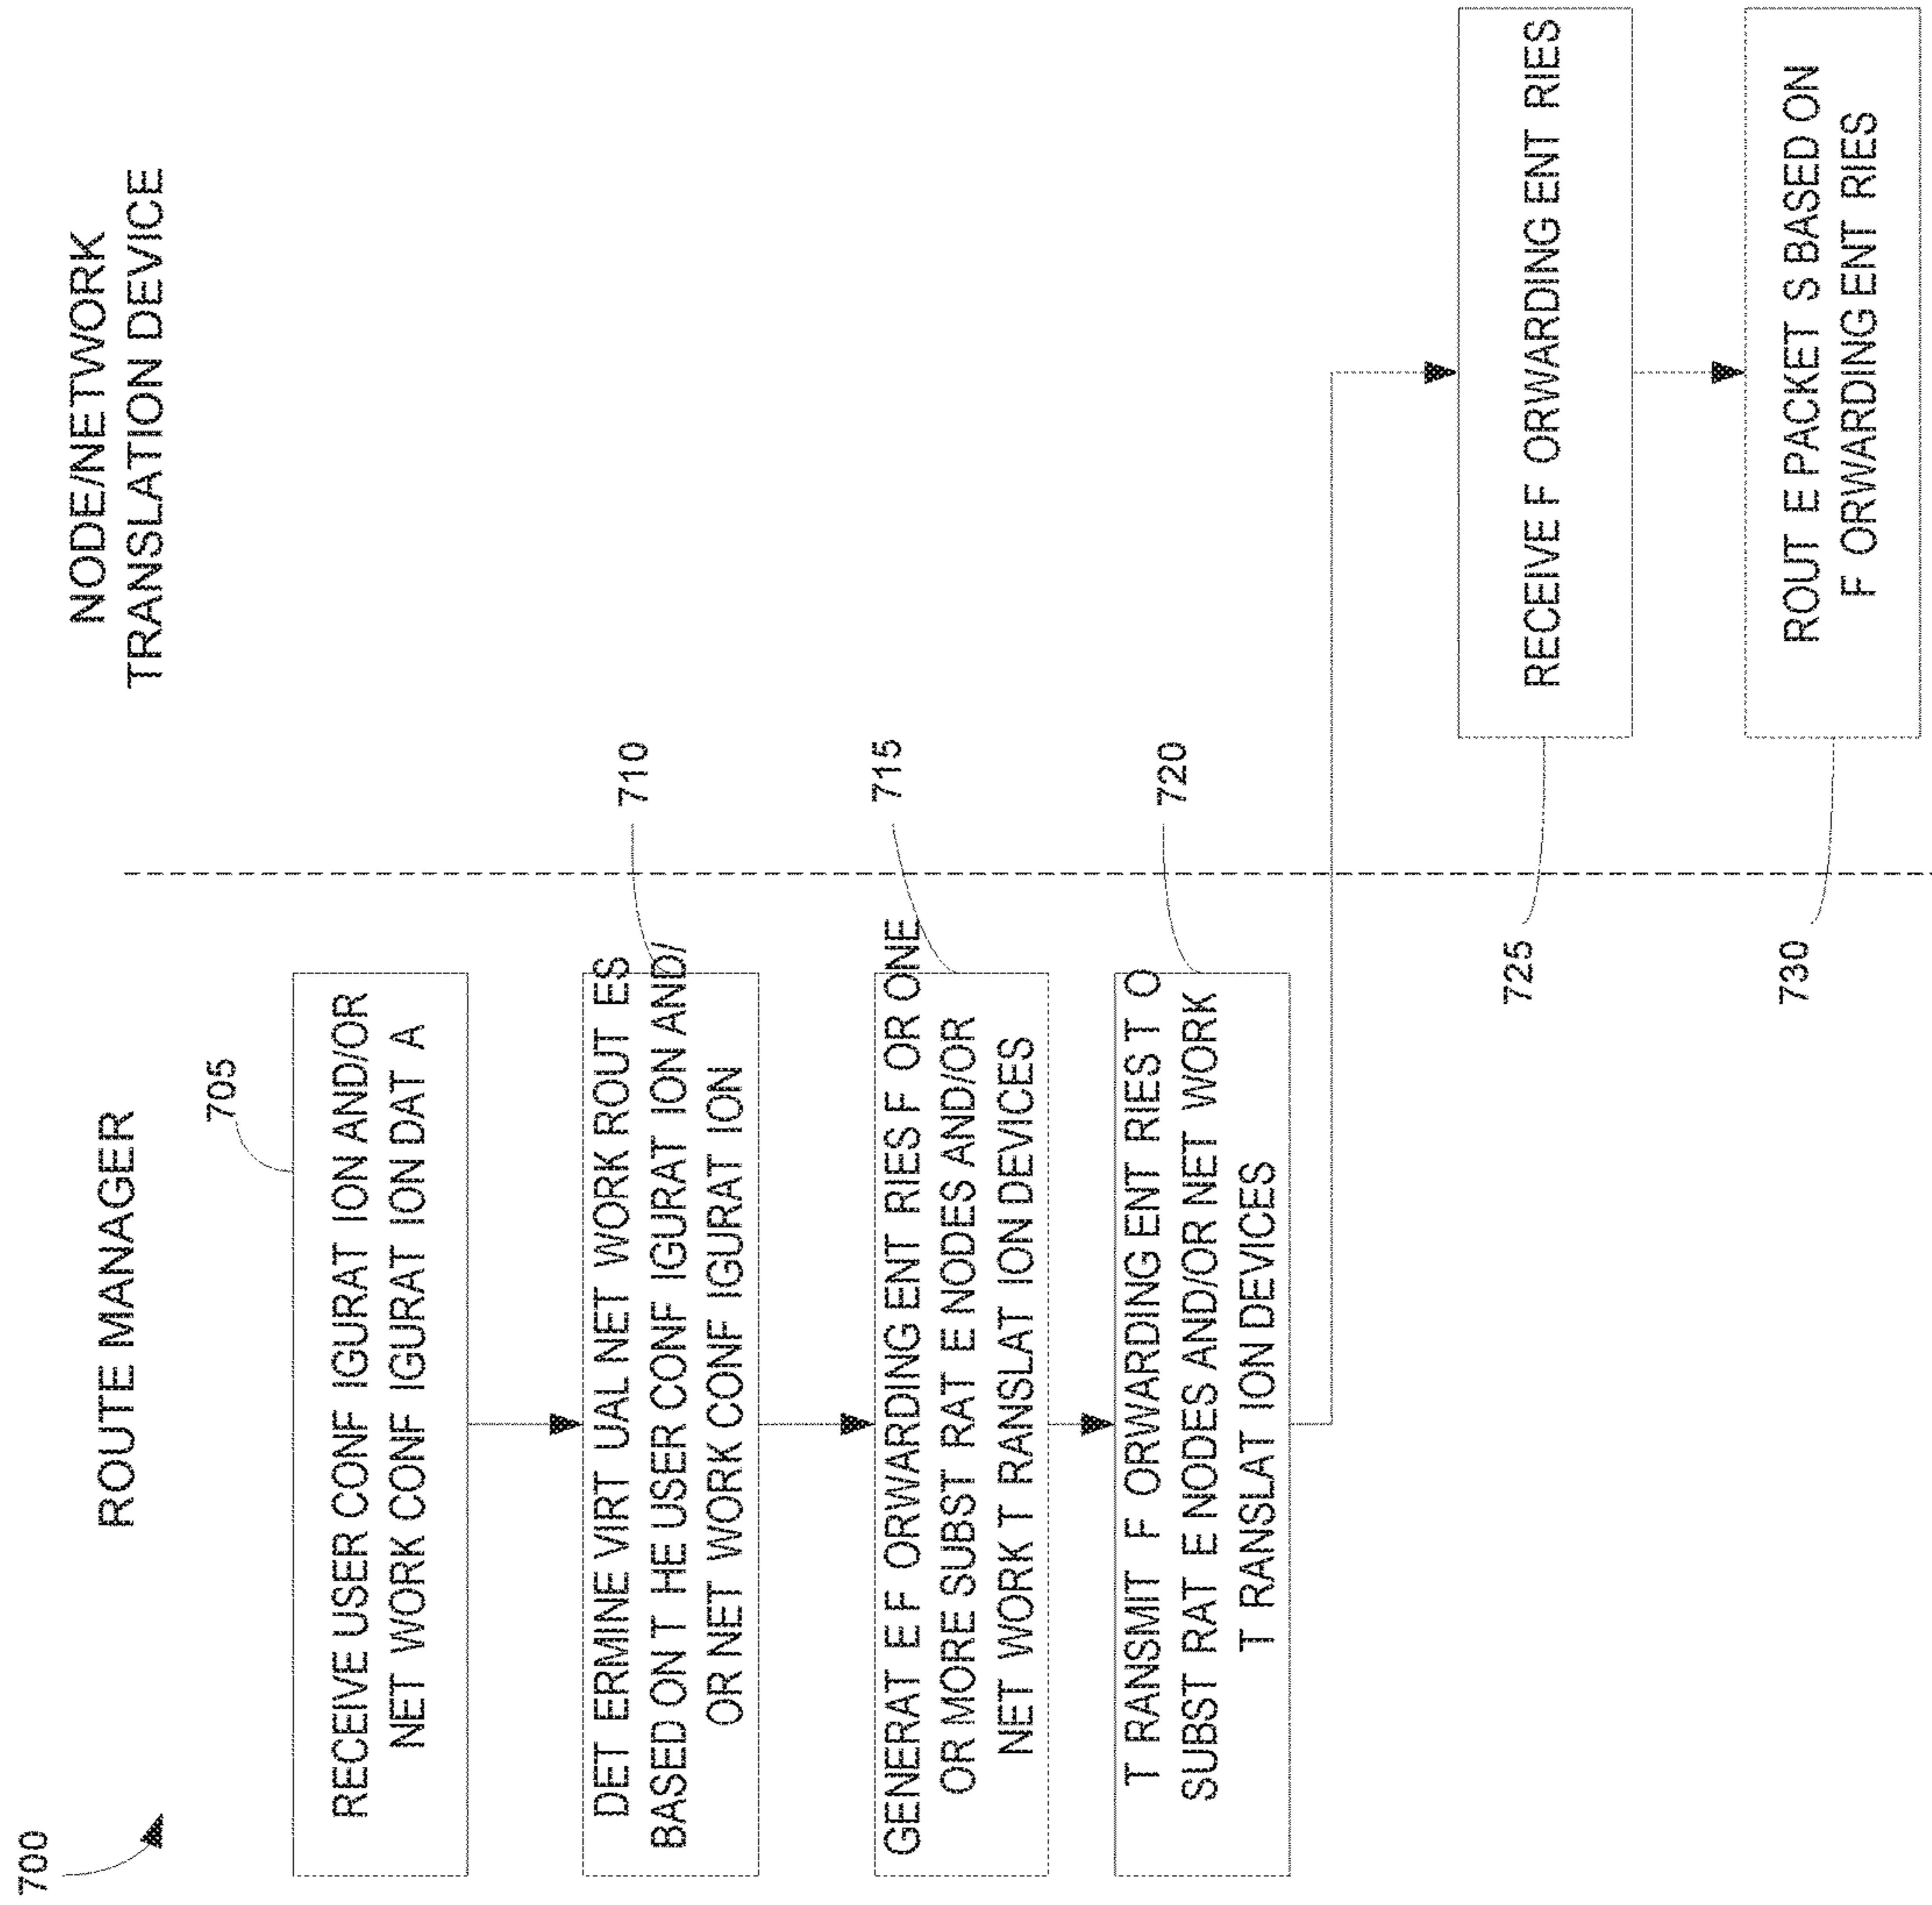 700
ROUTE MANAGER
NODE/NETWORK
TRANSLATION DEVICE
705
RECEIVE USER CONF IGURAT ION AND/OR
NET WORK CONF IGURAT ION DAT A
710
DET ERMINE VIRT UAL NET WORK ROUT ES
BASED ON T HE USER CONF IGURAT ION AND/
OR NET WORK CONF IGURAT ION
715
GENERAT E F ORWARDING ENT RIES F OR ONE
OR MORE SUBST RAT E NODES AND/OR
NET WORK T RANSLAT ION DEVICES
720
T RANSMIT F ORWARDING ENT RIES T O
SUBST RAT E NODES AND/OR NET WORK
T RANSLAT ION DEVICES
725
RECEIVE F ORWARDING ENT RIES
730
ROUT E PACKET S BASED ON
F ORWARDING ENT RIES